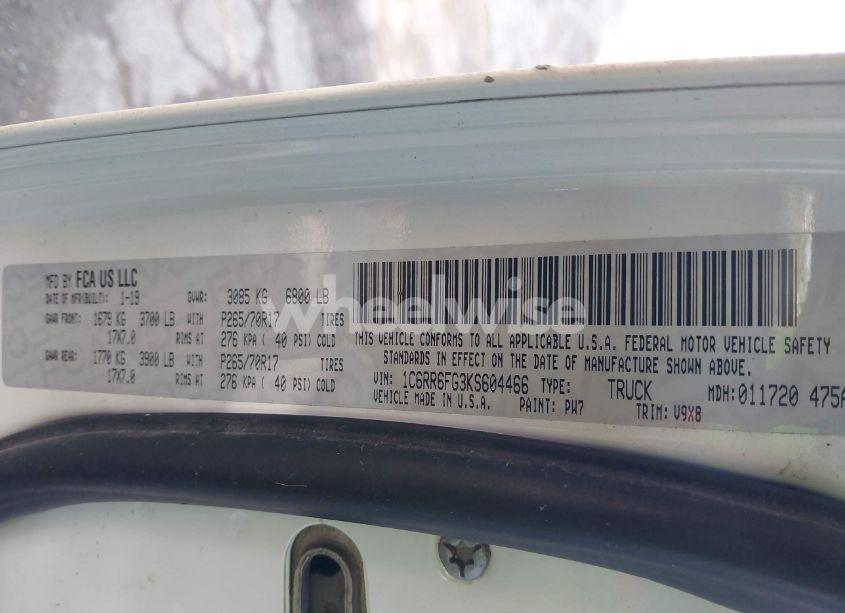 MFD BY FCA US LLC
DATE OF MFR(BUILT): 1-19 GVWR: 3085 KG 6800 LB
GAWR FRONT: 1679 KG 3700 LB WITH P265/70R17 TIRES
17X7.0 RIMS AT 276 KPA ( 40 PSI) COLD
GAWR REAR: 1770 KG 3900 LB WITH P265/70R17 TIRES
17X7.0 RIMS AT 276 KPA ( 40 PSI) COLD
wheelwise
THIS VEHICLE CONFORMS TO ALL APPLICABLE U.S.A. FEDERAL MOTOR VEHICLE SAFETY
STANDARDS IN EFFECT ON THE DATE OF MANUFACTURE SHOWN ABOVE.
VIN: 1C6RR6FG3KS604466 TYPE: TRUCK MDH:011720 475A
VEHICLE MADE IN U.S.A. PAINT: PW7 TRIM: V9X8